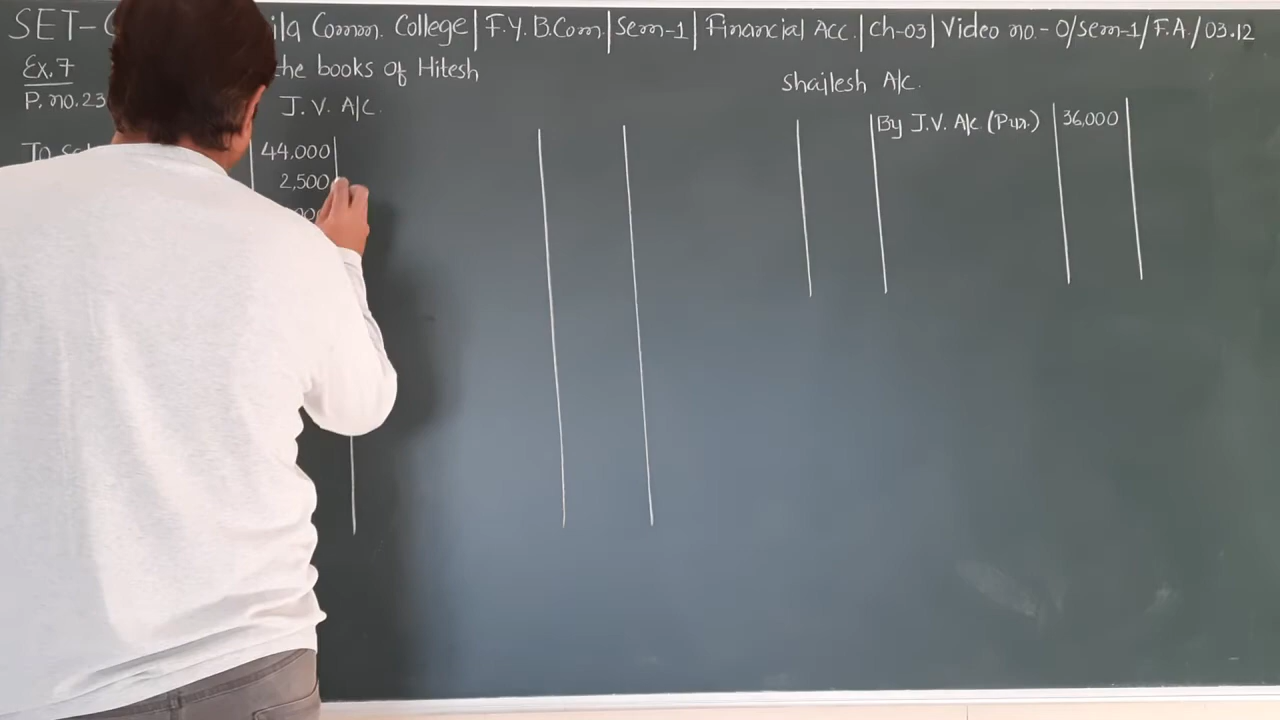 SET- Comm. College | F.Y. B.Com. | Sem-1 | Financial Acc. | Ch-03 | Video no. - 0/sem-1/F.A./03.12
Ex.7
the books of Hitesh
P. no. 23
J.V. A/C.
To
44,000
2,500
Shailesh A/C.
By J.V. A/C (Pur.) 36,000